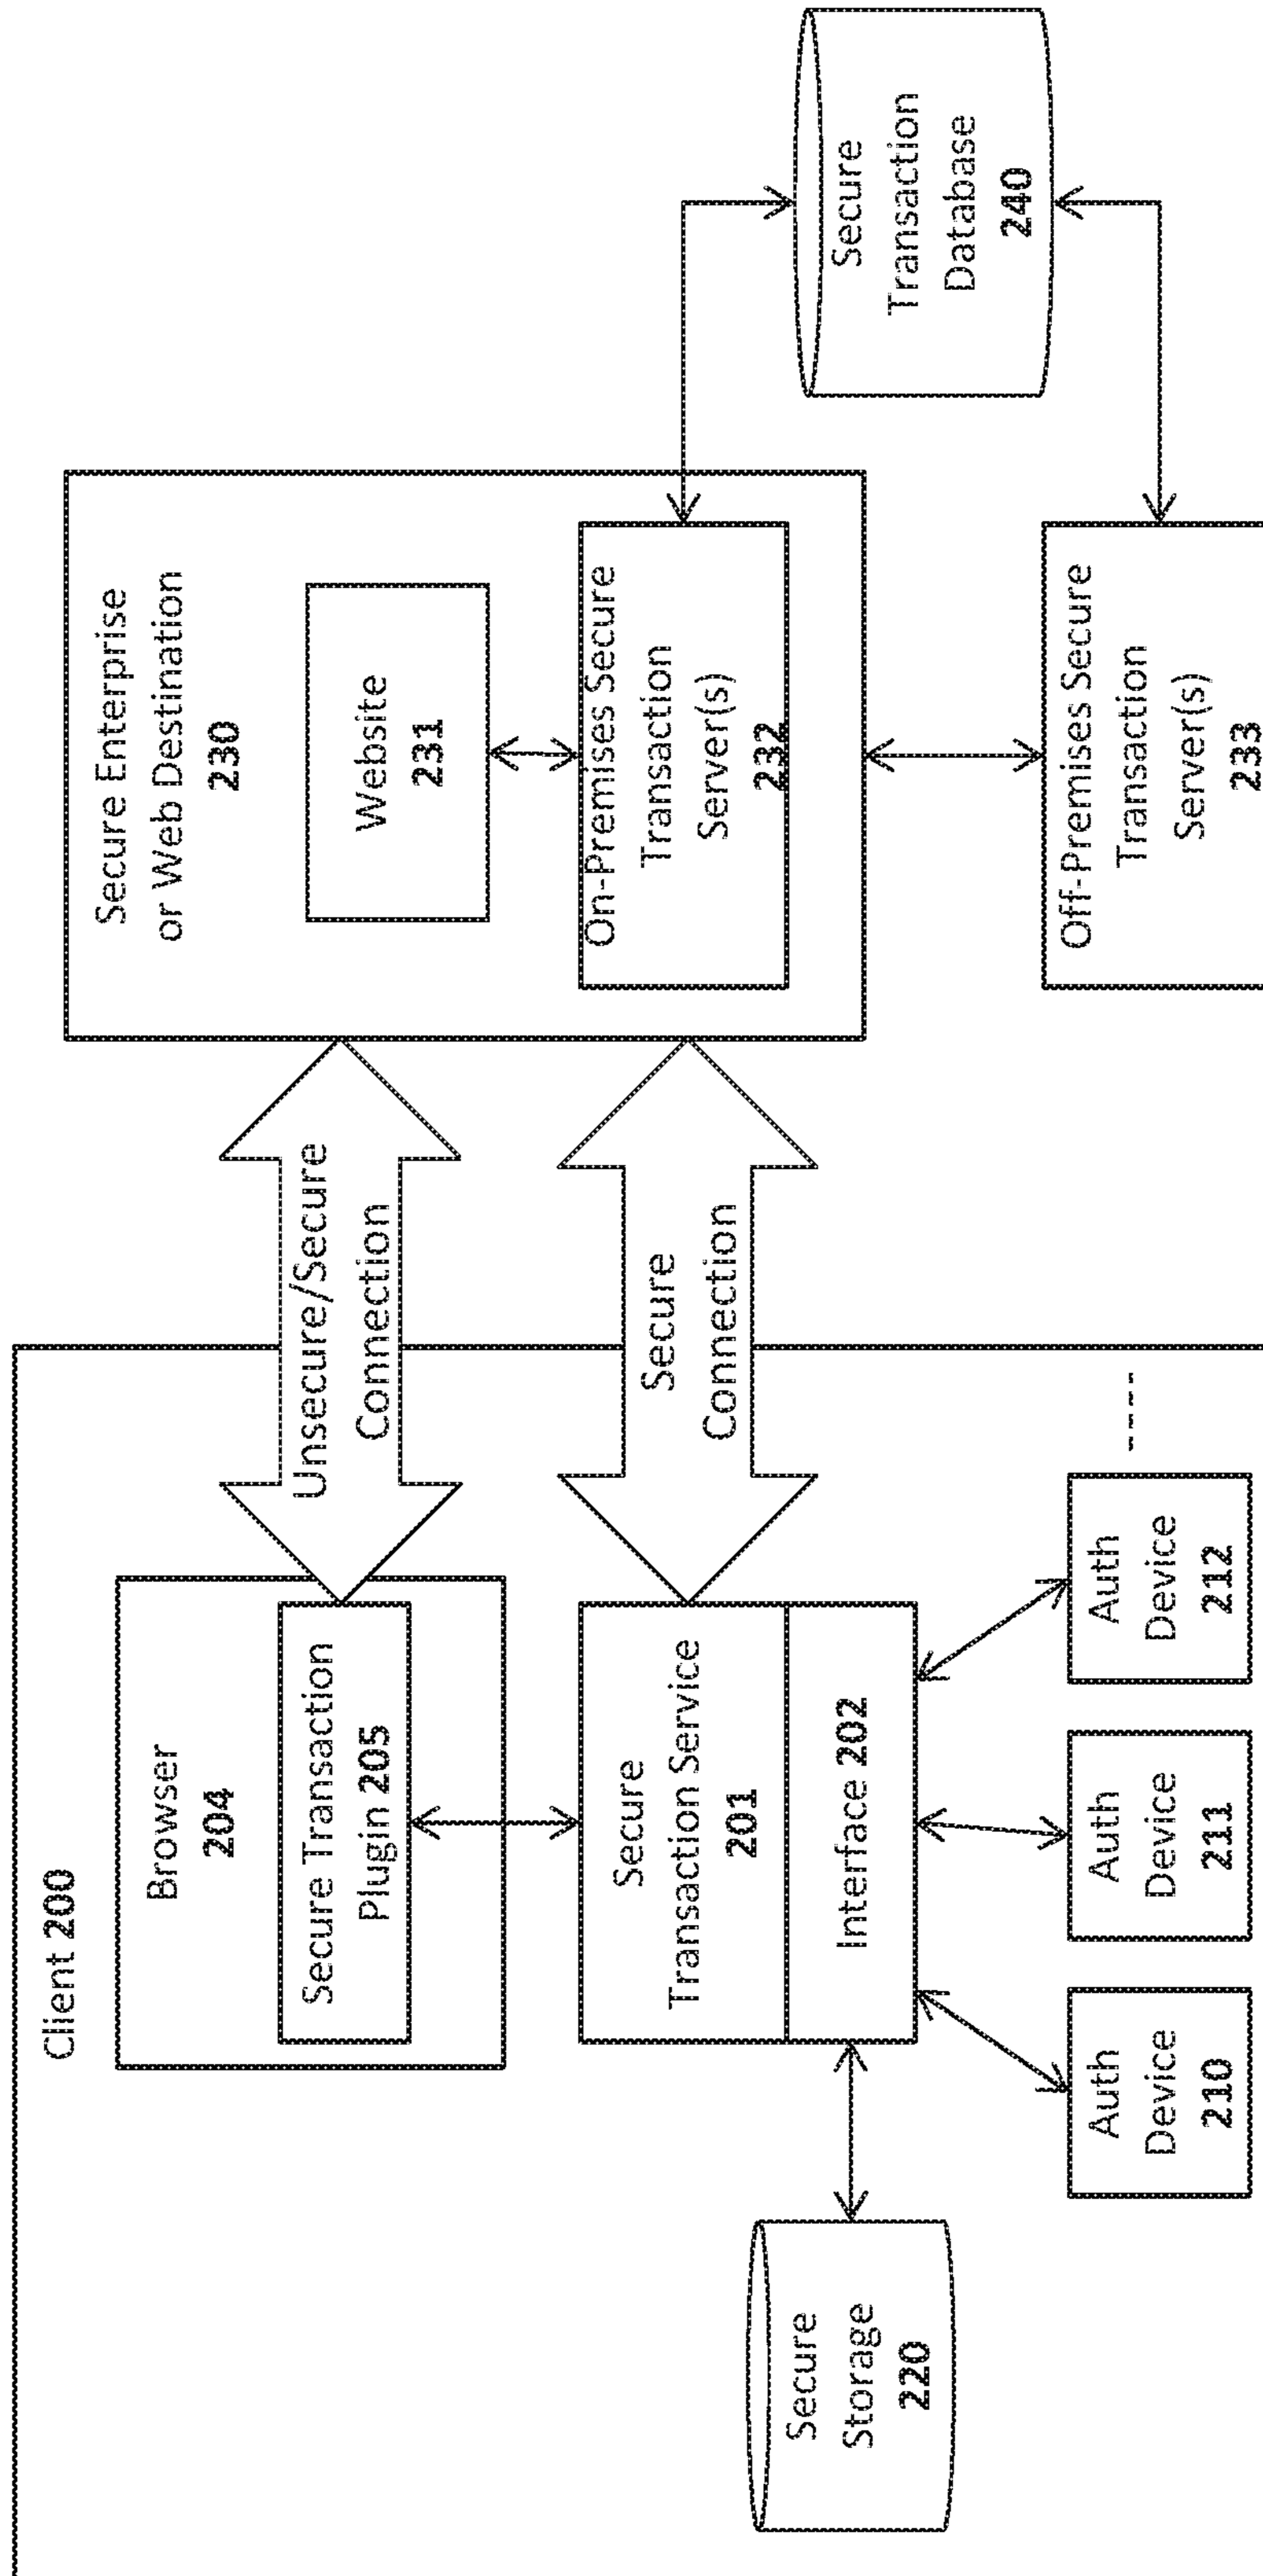 Client 200
Browser
204
Secure Transaction
Plugin 205
Secure
Transaction Service
201
Interface 202
Secure
Storage
220
Auth
Device
210
Auth
Device
211
Auth
Device
212
Unsecure/Secure
Connection
Secure
Connection
Secure Enterprise
or Web Destination
230
Website
231
On-Premises Secure
Transaction
Server(s)
232
Off-Premises Secure
Transaction
Server(s)
233
Secure
Transaction
Database
240